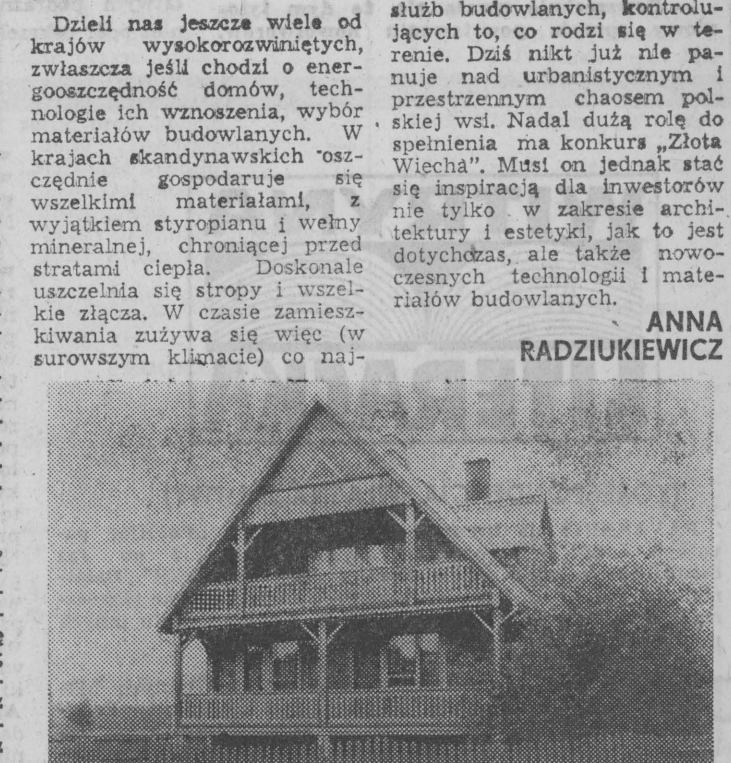 Dzieli nas jeszcze wiele od
krajów wysokorozwiniętych,
zwłaszcza jeśli chodzi o ener-
gooszczędność domów, tech-
nologie ich wznoszenia, wybór
materiałów budowlanych. W
krajach skandynawskich osz-
czędnie gospodaruje się
wszelkimi materiałami, z
wyjątkiem styropianu i wełny
mineralnej, chroniącej przed
stratami ciepła. Doskonale
uszczelnia się stropy i wszel-
kie złącza. W czasie zamiesz-
kiwania zużywa się więc (w
surowszym klimacie) co naj-
służb budowlanych, kontrolu-
jących to, co rodzi się w te-
renie. Dziś nikt już nie pa-
nuje nad urbanistycznym i
przestrzennym chaosem pol-
skiej wsi. Nadal dużą rolę do
spełnienia ma konkurs „Złota
Wiecha”. Musi on jednak stać
się inspiracją dla inwestorów
nie tylko w zakresie archi-
tektury i estetyki, jak to jest
dotychczas, ale także nowo-
czesnych technologii i mate-
riałów budowlanych.
ANNA
RADZIUKIEWICZ